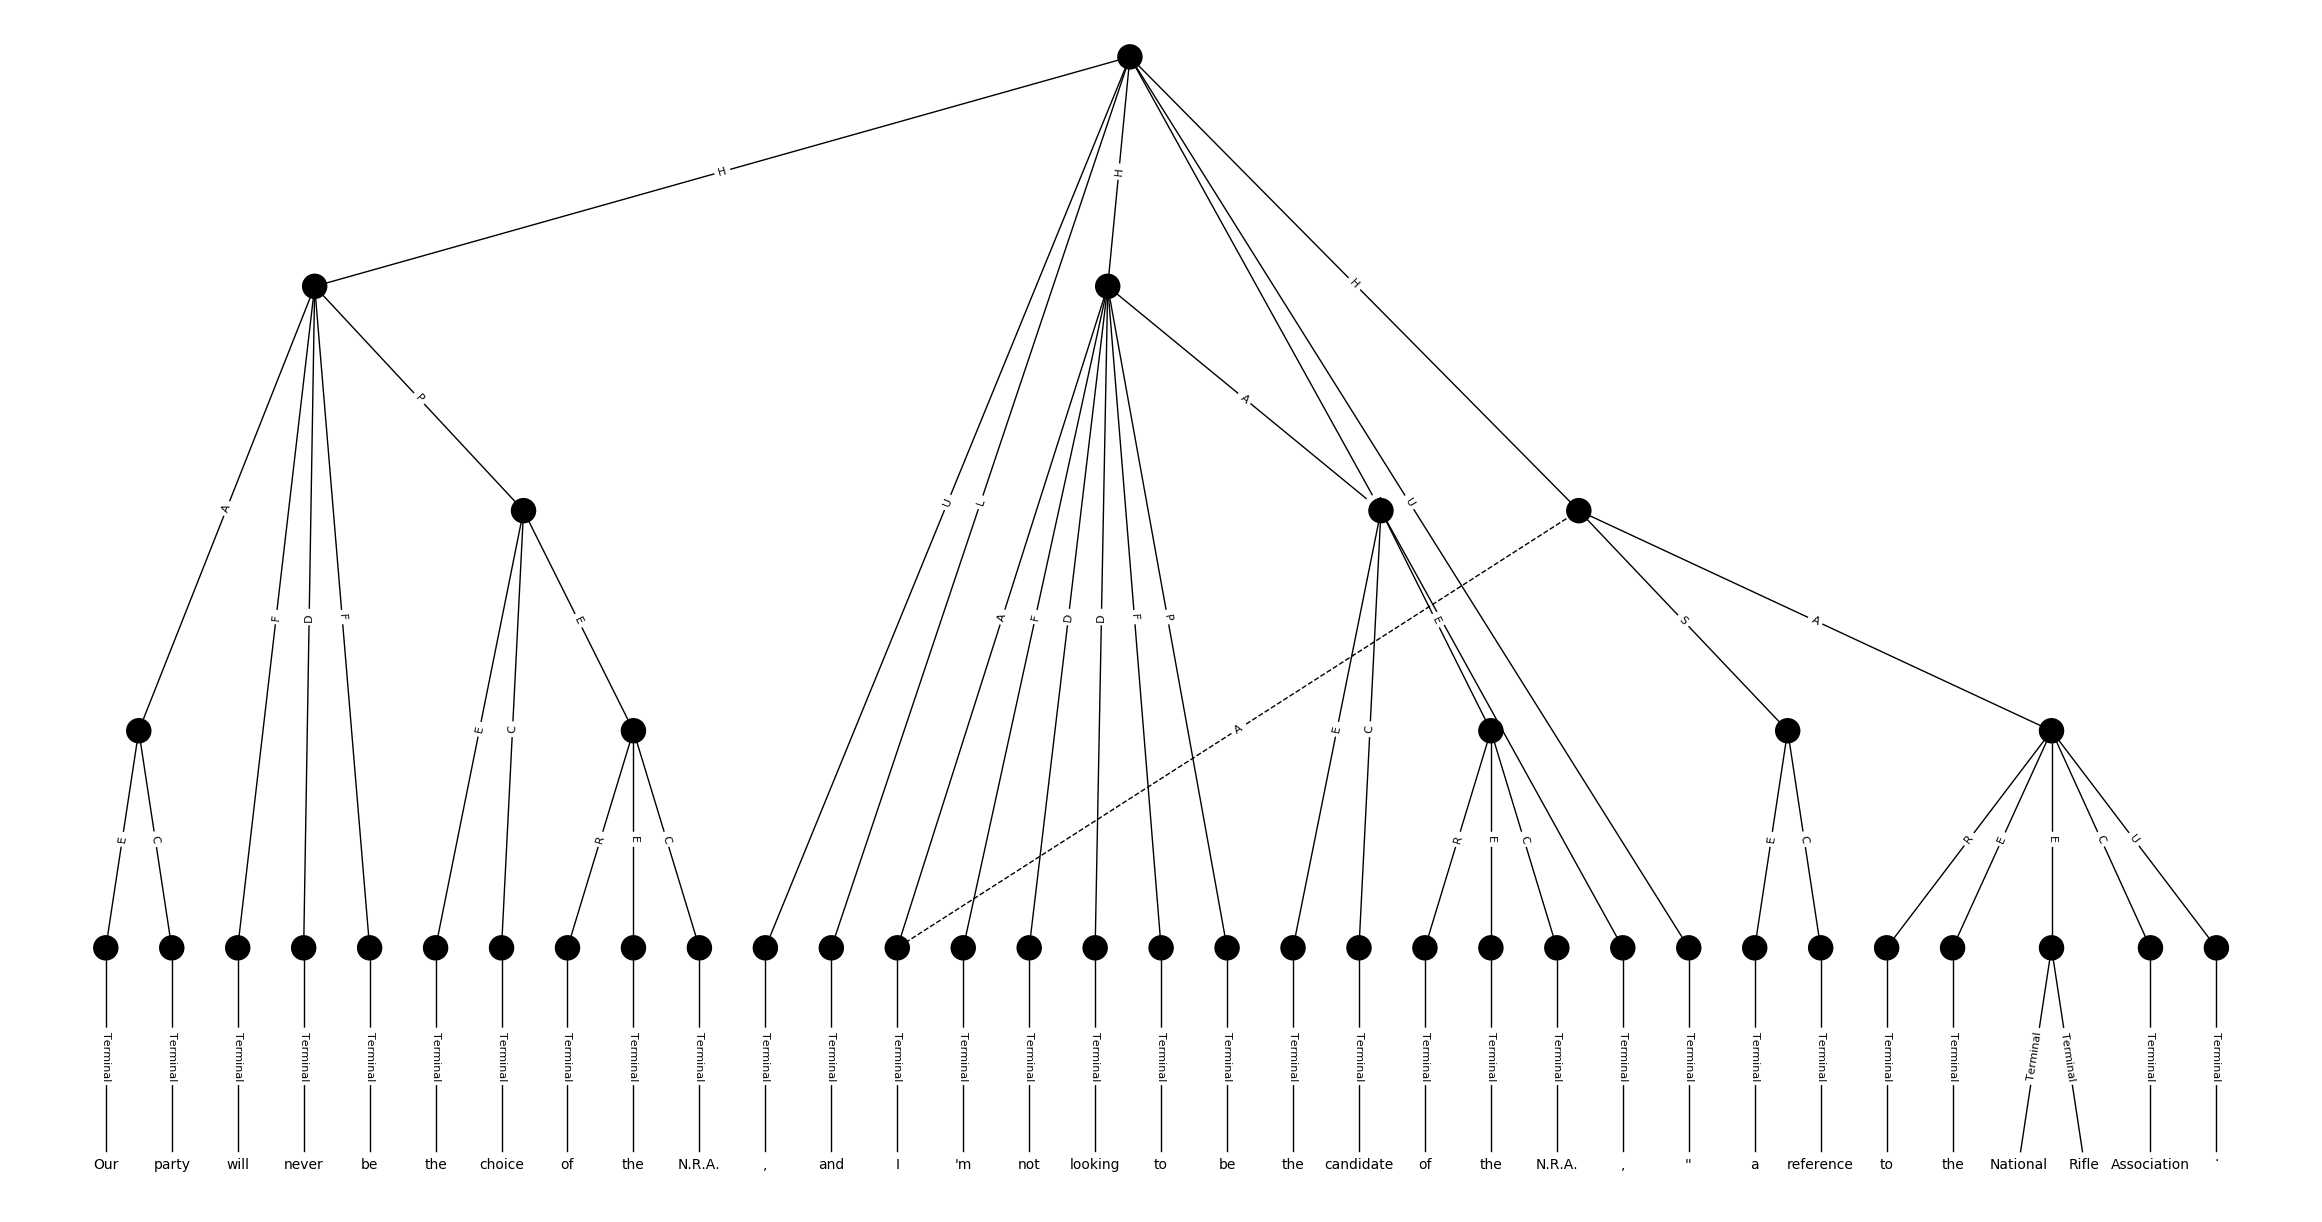 H
H
H
P
A
A
U
L
U
A
F
D
F
E
A
F
D
D
F
P
E
S
A
E
C
E
C
A
E
C
R
E
C
R
E
C
E
C
R
E
E
C
U
Terminal Terminal Terminal Terminal Terminal Terminal Terminal Terminal Terminal Terminal Terminal Terminal Terminal Terminal Terminal Terminal Terminal Terminal Terminal Terminal Terminal Terminal Terminal Terminal Terminal Terminal Terminal Terminal Terminal Terminal Terminal Terminal Terminal
Our party will never be the choice of the N.R.A. , and I 'm not looking to be the candidate of the N.R.A. , " a reference to the National Rifle Association .